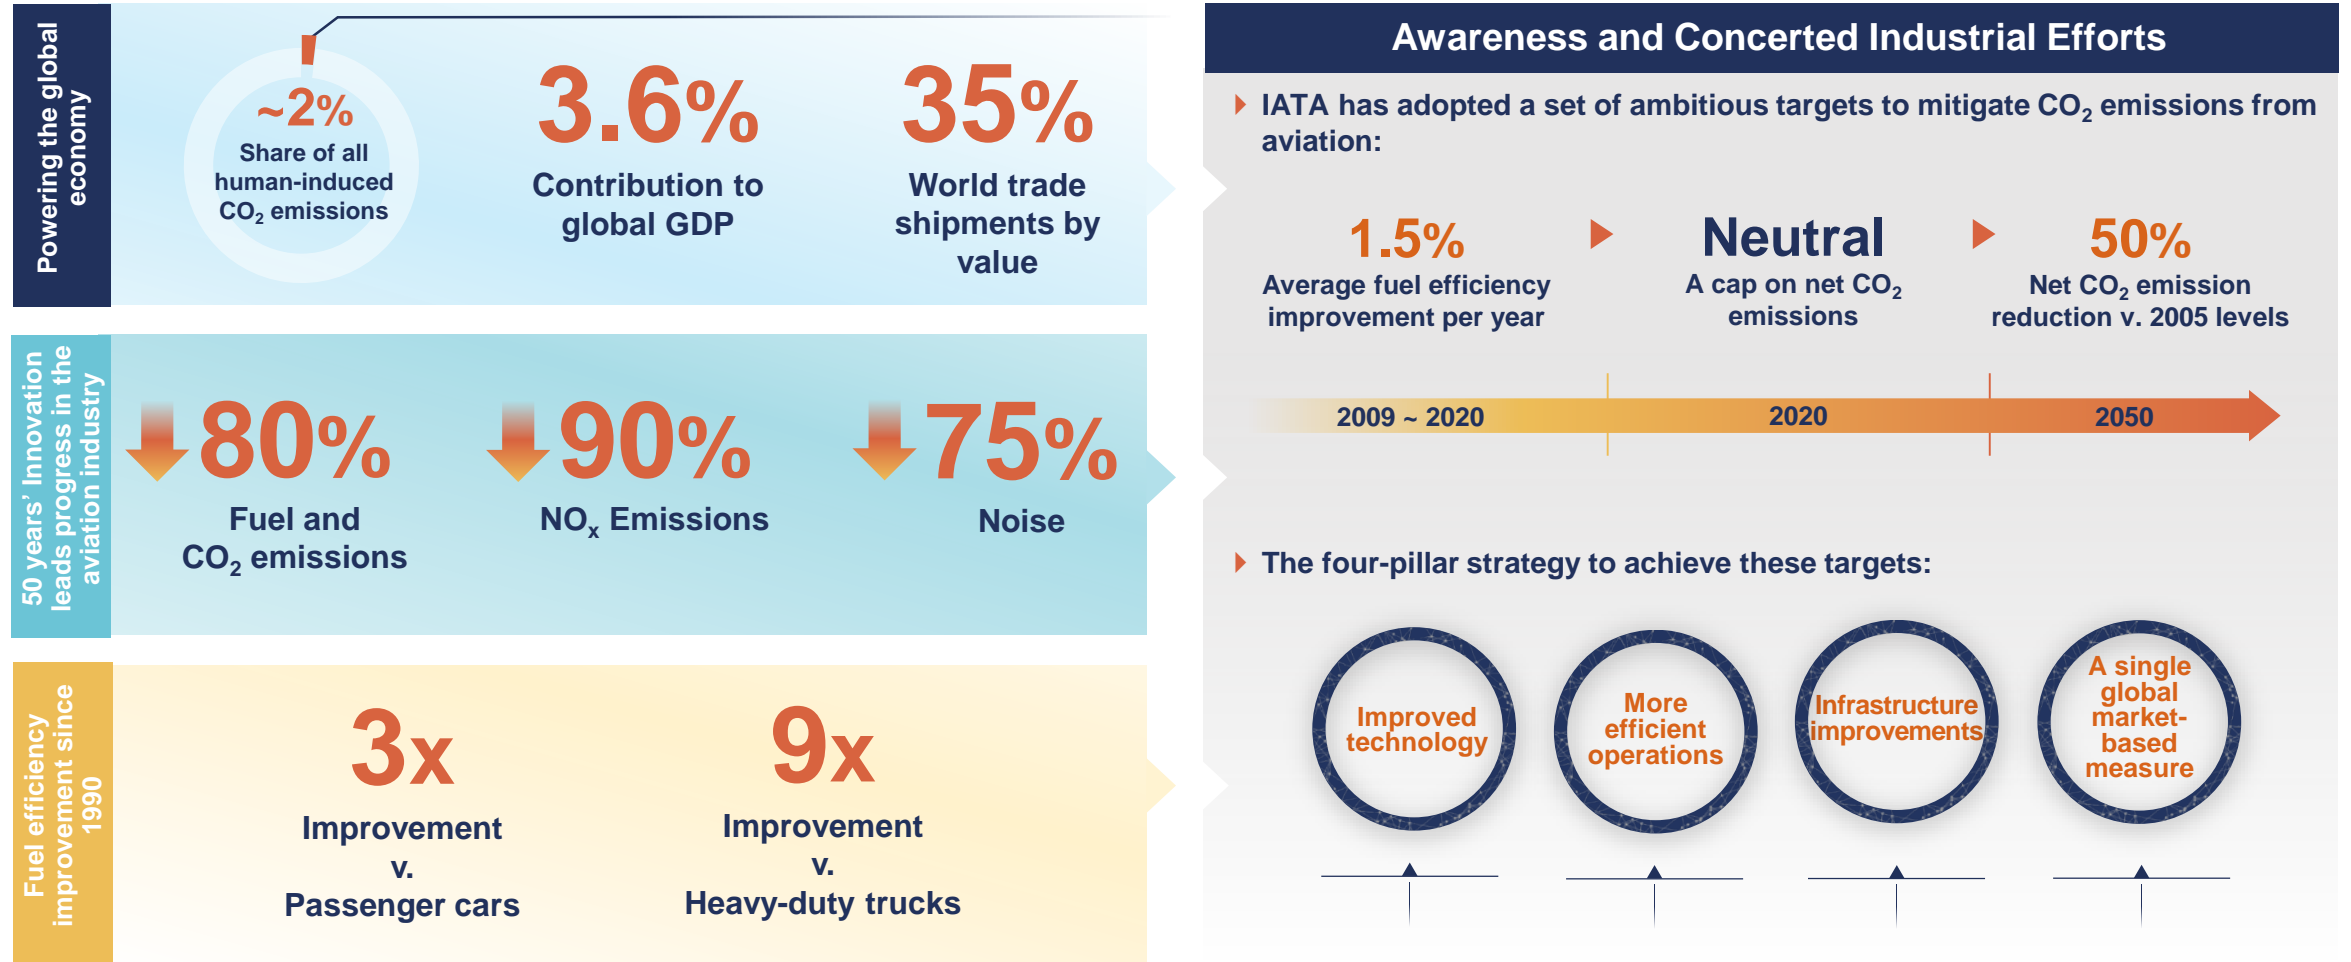 Powering the global
economy
~2%
Share of all
human-induced
CO₂ emissions
3.6%
Contribution to
global GDP
35%
World trade
shipments by
value
50 years’ Innovation
leads progress in the
aviation industry
80%
Fuel and
CO₂ emissions
90%
NOₓ Emissions
75%
Noise
Fuel efficiency
improvement since
1990
3x
Improvement
v.
Passenger cars
9x
Improvement
v.
Heavy-duty trucks
Awareness and Concerted Industrial Efforts
IATA has adopted a set of ambitious targets to mitigate CO₂ emissions from
aviation:
1.5%
Average fuel efficiency
improvement per year
Neutral
A cap on net CO₂
emissions
50%
Net CO₂ emission
reduction v. 2005 levels
2009 ~ 2020
2020
2050
The four-pillar strategy to achieve these targets:
Improved
technology
More
efficient
operations
Infrastructure
improvements
A single
global
market-
based
measure